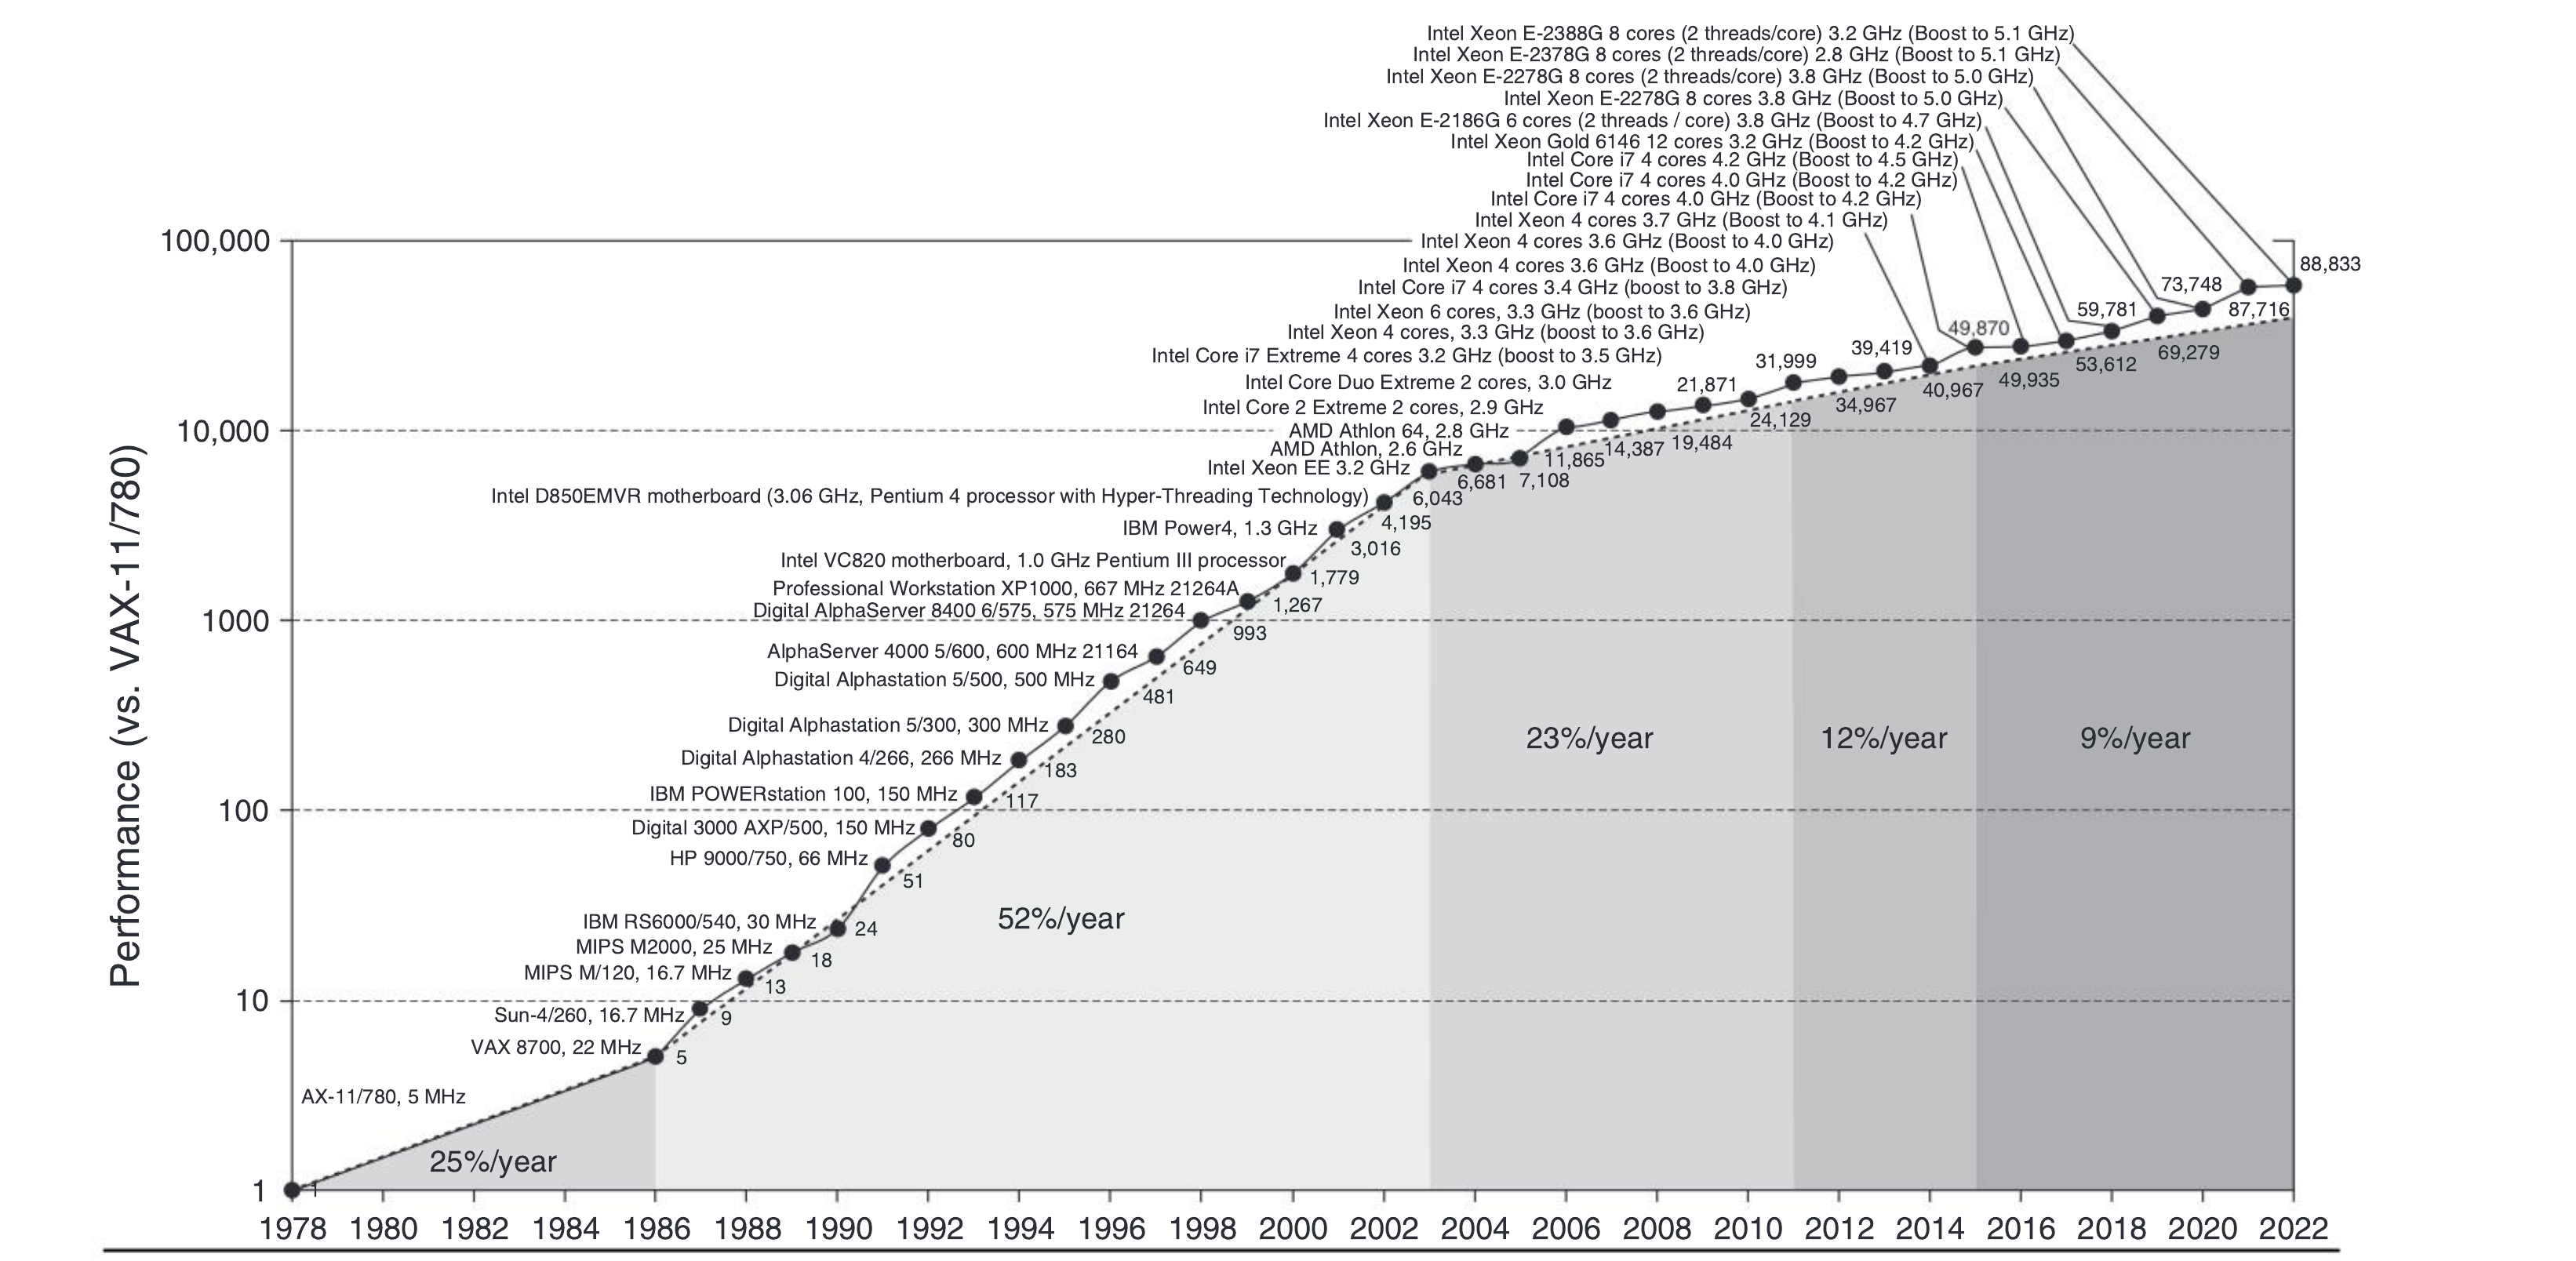 Intel Xeon E-2388G 8 cores (2 threads/core) 3.2 GHz (Boost to 5.1 GHz)
Intel Xeon E-2378G 8 cores (2 threads/core) 2.8 GHz (Boost to 5.1 GHz)
Intel Xeon E-2278G 8 cores (2 threads/core) 3.8 GHz (Boost to 5.0 GHz)
Intel Xeon E-2278G 8 cores 3.8 GHz (Boost to 5.0 GHz)
Intel Xeon E-2186G 6 cores (2 threads / core) 3.8 GHz (Boost to 4.7 GHz)
Intel Xeon Gold 6146 12 cores 3.2 GHz (Boost to 4.2 GHz)
Intel Core i7 4 cores 4.2 GHz (Boost to 4.5 GHz)
Intel Core i7 4 cores 4.0 GHz (Boost to 4.2 GHz)
Intel Core i7 4 cores 4.0 GHz (Boost to 4.2 GHz)
Intel Xeon 4 cores 3.7 GHz (Boost to 4.1 GHz)
Intel Xeon 4 cores 3.6 GHz (Boost to 4.0 GHz)
Intel Xeon 4 cores 3.6 GHz (Boost to 4.0 GHz)
Intel Core i7 4 cores 3.4 GHz (boost to 3.8 GHz)
Intel Xeon 6 cores, 3.3 GHz (boost to 3.6 GHz)
Intel Xeon 4 cores, 3.3 GHz (boost to 3.6 GHz)
Intel Core i7 Extreme 4 cores 3.2 GHz (boost to 3.5 GHz)
Intel Core Duo Extreme 2 cores, 3.0 GHz
Intel Core 2 Extreme 2 cores, 2.9 GHz
AMD Athlon 64, 2.8 GHz
AMD Athlon, 2.6 GHz
Intel Xeon EE 3.2 GHz
Intel D850EMVR motherboard (3.06 GHz, Pentium 4 processor with Hyper-Threading Technology)
IBM Power4, 1.3 GHz
Intel VC820 motherboard, 1.0 GHz Pentium III processor
Professional Workstation XP1000, 667 MHz 21264A
Digital AlphaServer 8400 6/575, 575 MHz 21264
AlphaServer 4000 5/600, 600 MHz 21164
Digital Alphastation 5/500, 500 MHz
Digital Alphastation 5/300, 300 MHz
Digital Alphastation 4/266, 266 MHz
IBM POWERstation 100, 150 MHz
Digital 3000 AXP/500, 150 MHz
HP 9000/750, 66 MHz
IBM RS6000/540, 30 MHz
MIPS M2000, 25 MHz
MIPS M/120, 16.7 MHz
Sun-4/260, 16.7 MHz
VAX 8700, 22 MHz
AX-11/780, 5 MHz
88,833
87,716
73,748
69,279
59,781
53,612
49,935
49,870
40,967
39,419
34,967
31,999
24,129
21,871
19,484
14,387
11,865
7,108
6,681
6,043
4,195
3,016
1,779
1,267
993
649
481
280
183
117
80
51
24
18
13
9
5
1
25%/year
52%/year
23%/year
12%/year
9%/year
Performance (vs. VAX-11/780)
100,000
10,000
1000
100
10
1
1978 1980 1982 1984 1986 1988 1990 1992 1994 1996 1998 2000 2002 2004 2006 2008 2010 2012 2014 2016 2018 2020 2022